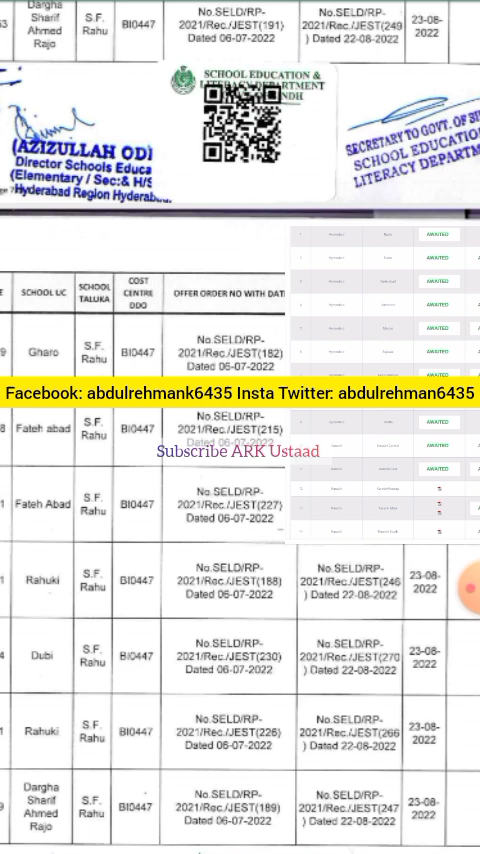 63
Dargha
Sharif
Ahmed
Rajo
S.F.
Rahu
BI0447
No.SELD/RP-
2021/Rec./JEST(191)
Dated 06-07-2022
No.SELD/RP-
2021/Rec./JEST(249
) Dated 22-08-2022
23-08-
2022
SCHOOL EDUCATION &
(AZIZULLAH ODI
Director Schools Educa
(Elementary / Sec:& H/S
Hyderabad Region Hyderaba
SECRETARY TO GOVT. OF SI
SCHOOL EDUCATIO
LITERACY DEPARTM
E
SCHOOL UC
SCHOOL
TALUKA
COST
CENTRE
DDO
OFFER ORDER NO WITH DAT
AWAITED
AWAITED
AWAITED
AWAITED
AWAITED
AWAITED
9
Gharo
S.F.
Rahu
BI0447
No.SELD/RP-
2021/Rec./JEST(182)
Dated 06-07-2022
Facebook: abdulrehmank6435 Insta Twitter: abdulrehman6435
8
Fateh abad
S.F.
Rahu
BI0447
No.SELD/RP-
2021/Rec./JEST(215)
Dated 06-07-2022
AWAITED
AWAITED
AWAITED
Subscribe ARK Ustaad
1
Fateh Abad
S.F.
Rahu
BI0447
No.SELD/RP-
2021/Rec./JEST(227)
Dated 06-07-2022
1
Rahuki
S.F.
Rahu
BI0447
No.SELD/RP-
2021/Rec./JEST(188)
Dated 06-07-2022
No.SELD/RP-
2021/Rec./JEST(246
) Dated 22-08-2022
23-08-
2022
4
Dubi
S.F.
Rahu
BI0447
No.SELD/RP-
2021/Rec./JEST(230)
Dated 06-07-2022
No.SELD/RP-
2021/Rec./JEST(270
) Dated 22-08-2022
23-08-
2022
1
Rahuki
S.F.
Rahu
BI0447
No.SELD/RP-
2021/Rec./JEST(226)
Dated 06-07-2022
No.SELD/RP-
2021/Rec./JEST(266
) Dated 22-08-2022
23-08-
2022
9
Dargha
Sharif
Ahmed
Rajo
S.F.
Rahu
BI0447
No.SELD/RP-
2021/Rec./JEST(189)
Dated 06-07-2022
No.SELD/RP-
2021/Rec./JEST(247
) Dated 22-08-2022
23-08-
2022